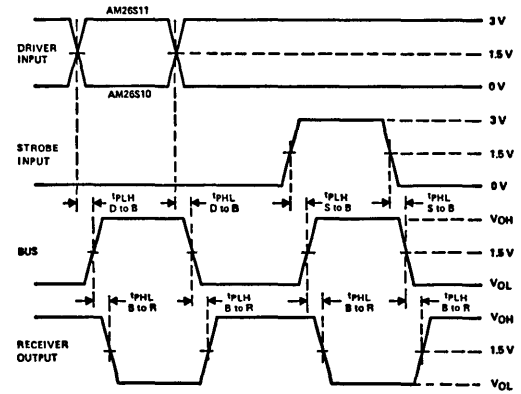 AM26S11
3 V
DRIVER
INPUT
1.5 V
AM26S10
0 V
3 V
STROBE
INPUT
1.5 V
0 V
tPLH
D to B
tPHL
D to B
tPLH
S to B
tPHL
S to B
VOH
BUS
1.5 V
VOL
tPHL
B to R
tPLH
B to R
tPHL
B to R
tPLH
B to R
VOH
RECEIVER
OUTPUT
1.5 V
VOL